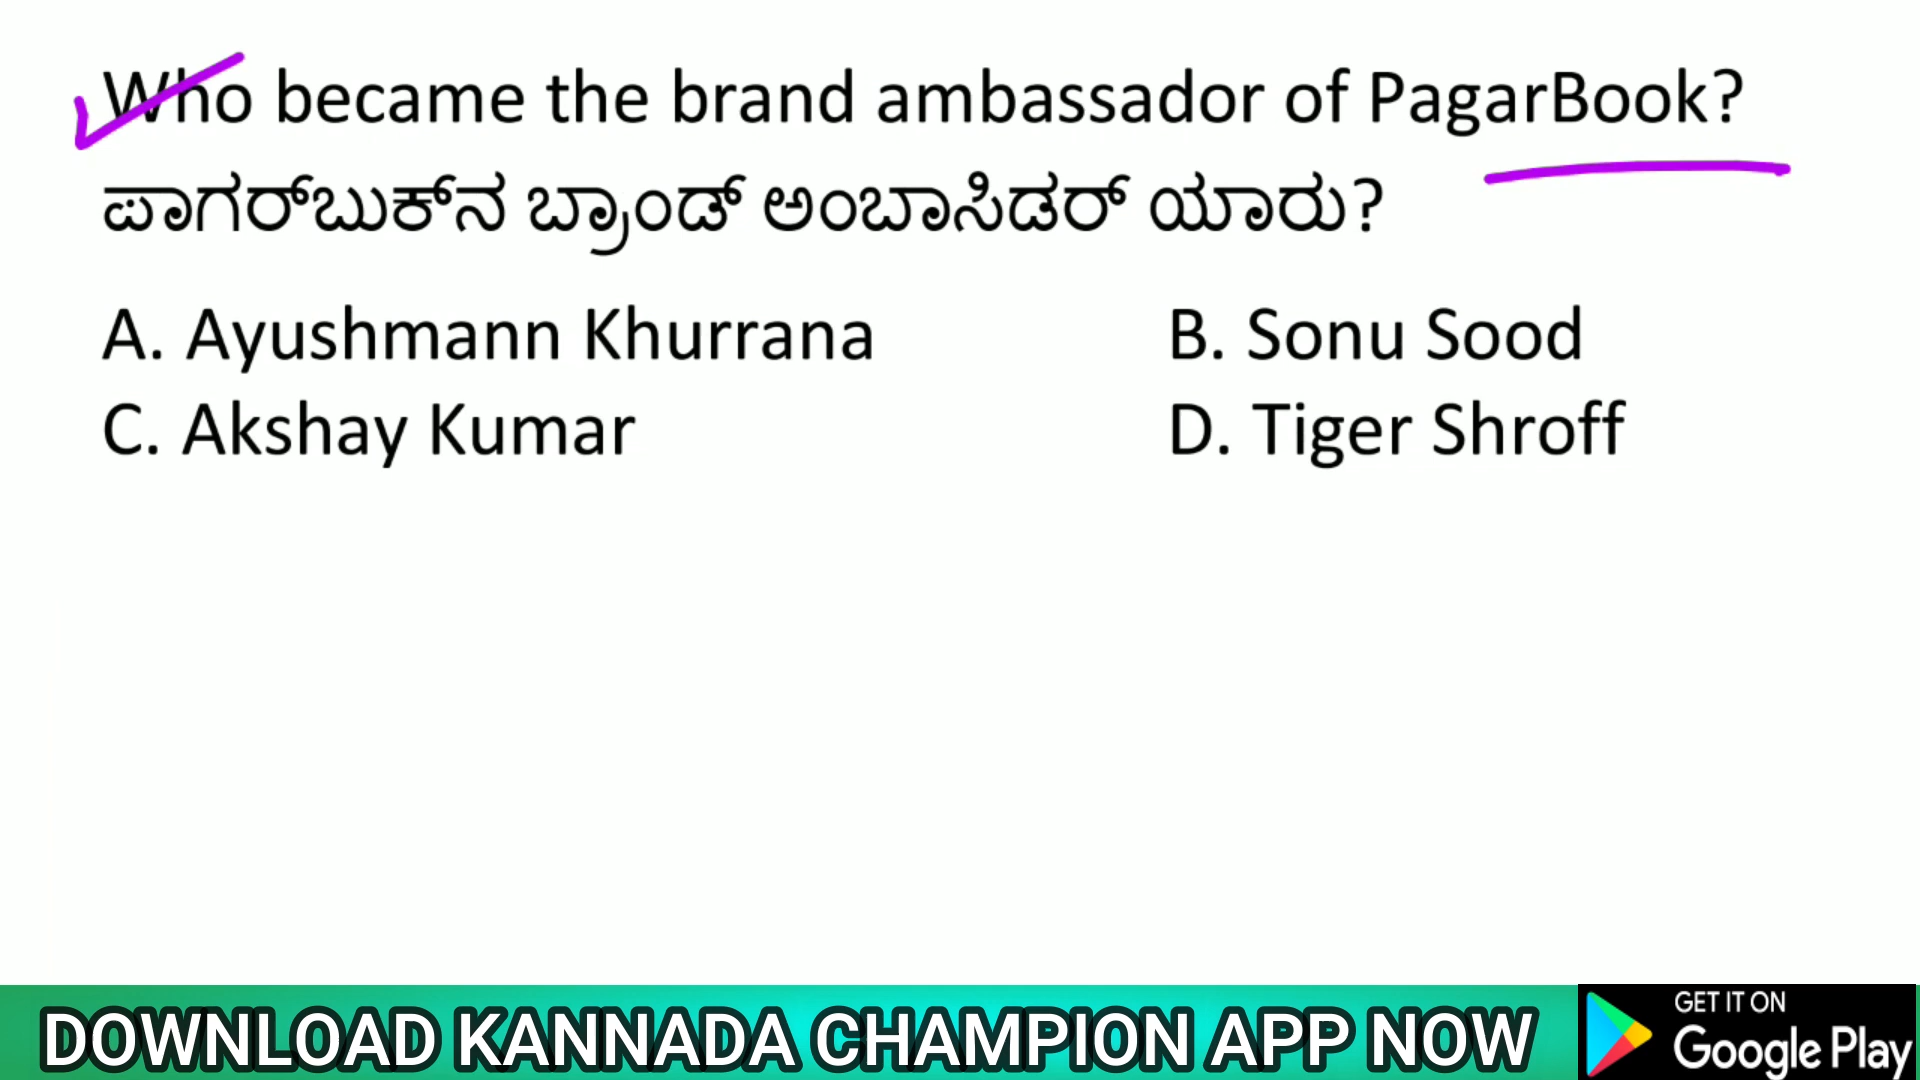 Who became the brand ambassador of PagarBook?
ಪಾಗರ್‌ಬುಕ್‌ನ ಬ್ರಾಂಡ್ ಅಂಬಾಸಿಡರ್ ಯಾರು?
A. Ayushmann Khurrana B. Sonu Sood
C. Akshay Kumar D. Tiger Shroff
DOWNLOAD KANNADA CHAMPION APP NOW
GET IT ON
Google Play